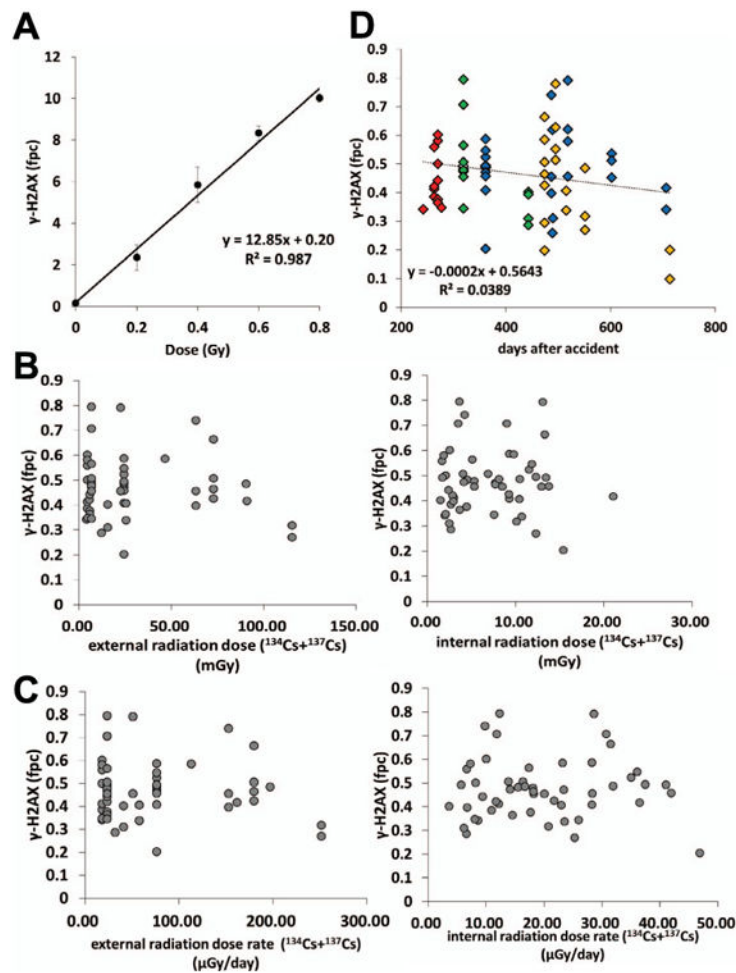 A
γ-H2AX (fpc)
12
10
8
6
4
2
0
y = 12.85x + 0.20
R² = 0.987
0 0.2 0.4 0.6 0.8
Dose (Gy)
D
γ-H2AX (fpc)
0.9
0.8
0.7
0.6
0.5
0.4
0.3
0.2
0.1
0
y = -0.0002x + 0.5643
R² = 0.0389
200 400 600 800
days after accident
B
γ-H2AX (fpc)
0.9
0.8
0.7
0.6
0.5
0.4
0.3
0.2
0.1
0
0.00 50.00 100.00 150.00
external radiation dose (¹³⁴Cs+¹³⁷Cs)
(mGy)
γ-H2AX (fpc)
0.9
0.8
0.7
0.6
0.5
0.4
0.3
0.2
0.1
0
0.00 10.00 20.00 30.00
internal radiation dose (¹³⁴Cs+¹³⁷Cs)
(mGy)
C
γ-H2AX (fpc)
0.9
0.8
0.7
0.6
0.5
0.4
0.3
0.2
0.1
0
0.00 100.00 200.00 300.00
external radiation dose rate (¹³⁴Cs+¹³⁷Cs)
(μGy/day)
γ-H2AX (fpc)
0.9
0.8
0.7
0.6
0.5
0.4
0.3
0.2
0.1
0
0.00 10.00 20.00 30.00 40.00 50.00
internal radiation dose rate (¹³⁴Cs+¹³⁷Cs)
(μGy/day)